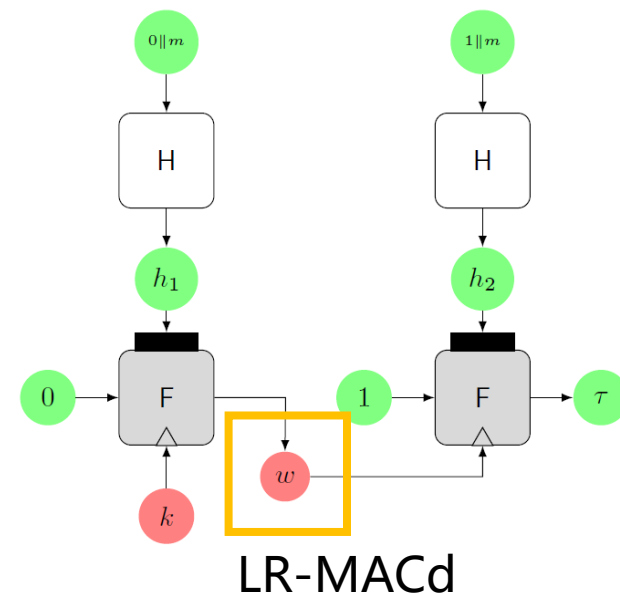 0∥m 1∥m
H H
h₁ h₂
0 F 1 F τ
w
k
LR-MACd